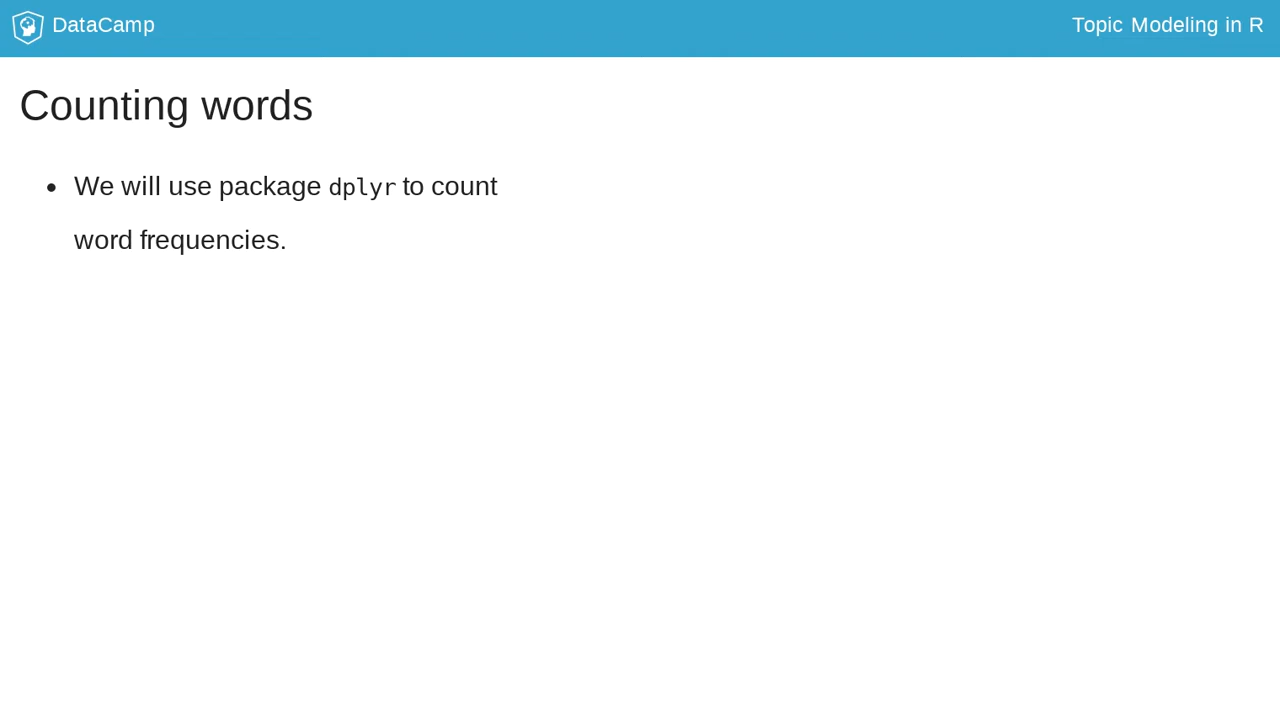 DataCamp
Topic Modeling in R
Counting words
We will use package dplyr to count
word frequencies.